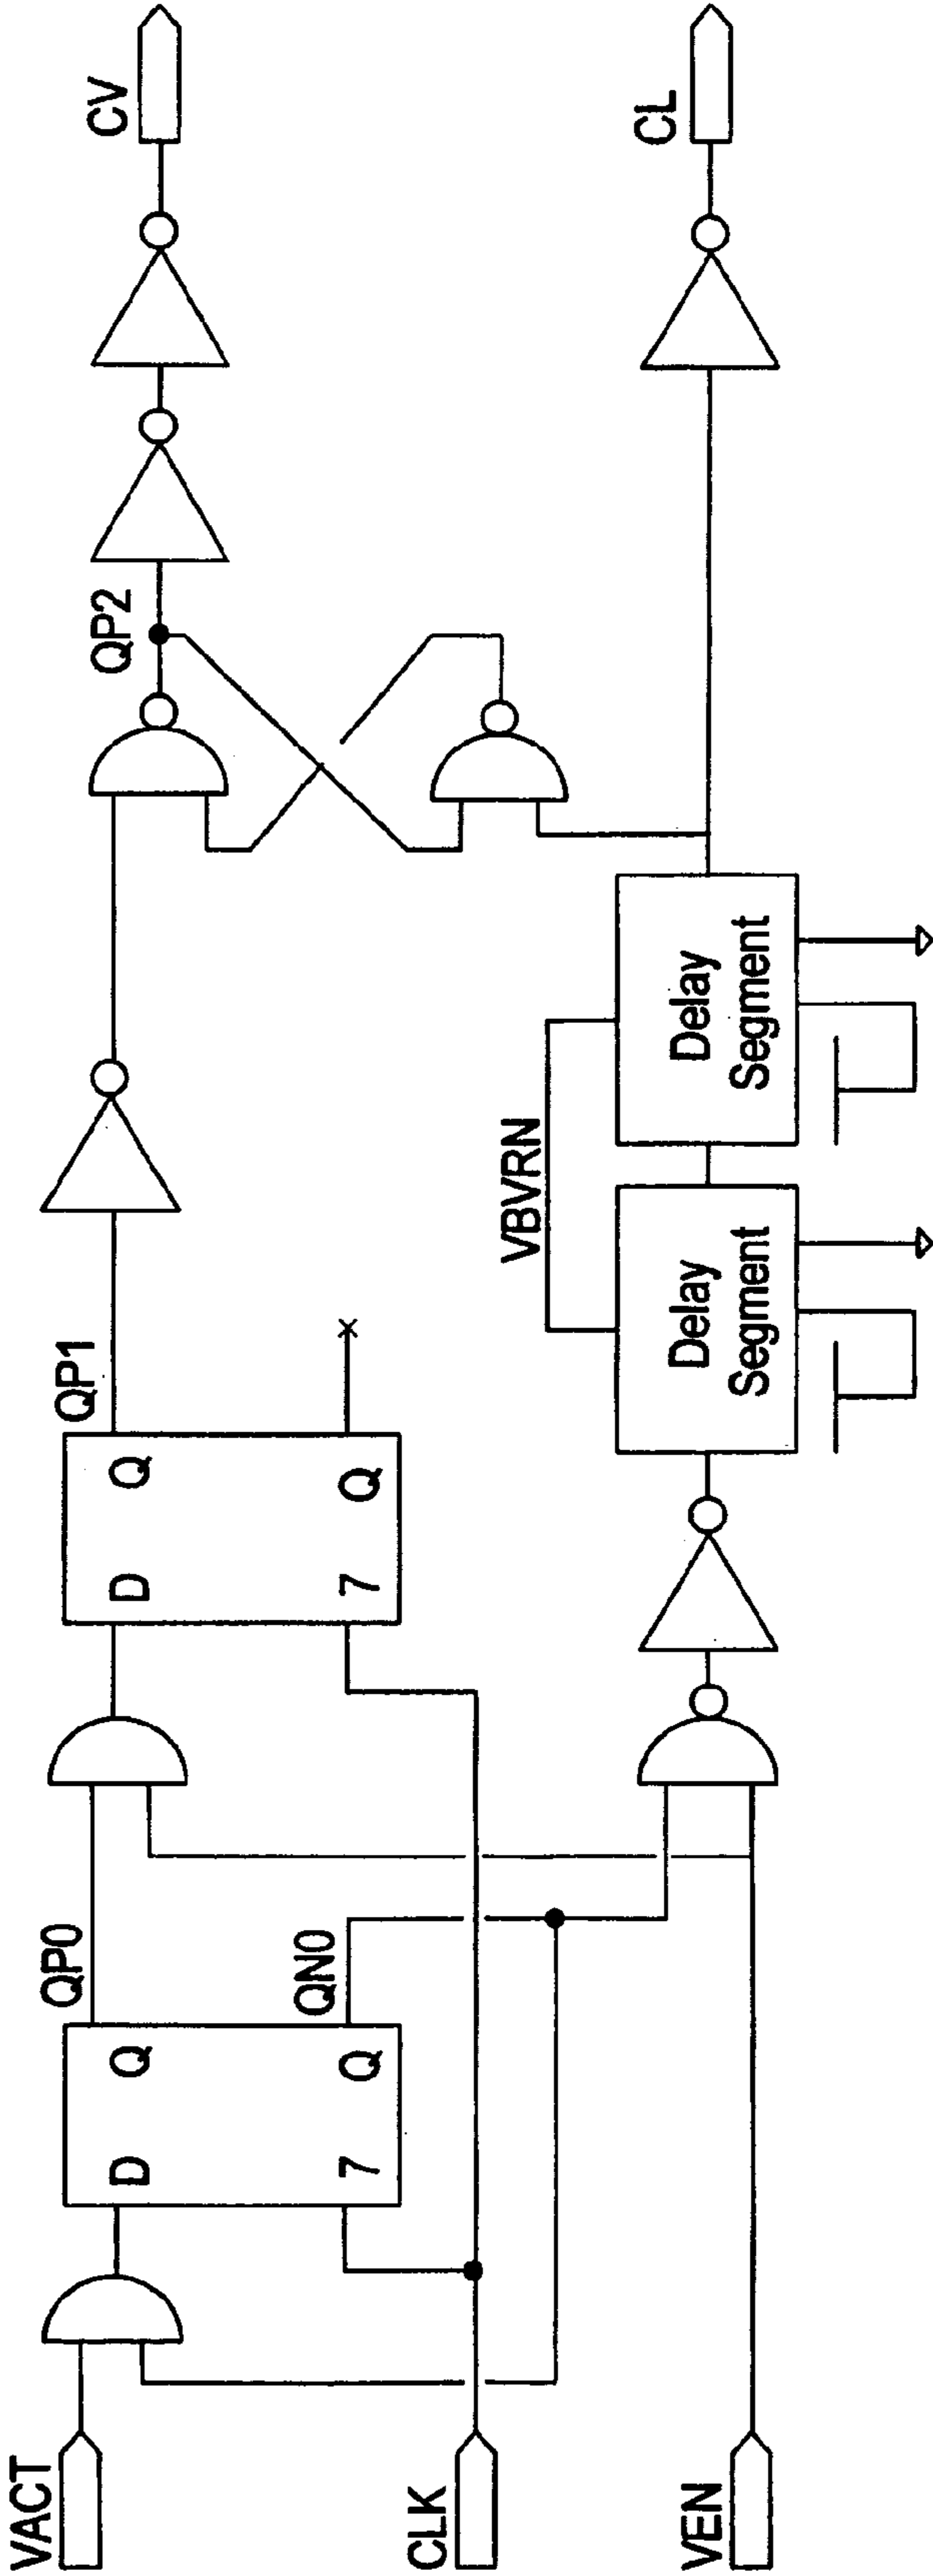 VACT
CLK
VEN
D
Q
7
Q
QP0
QN0
D
Q
7
Q
QP1
VBVRN
Delay
Segment
Delay
Segment
QP2
CV
CL